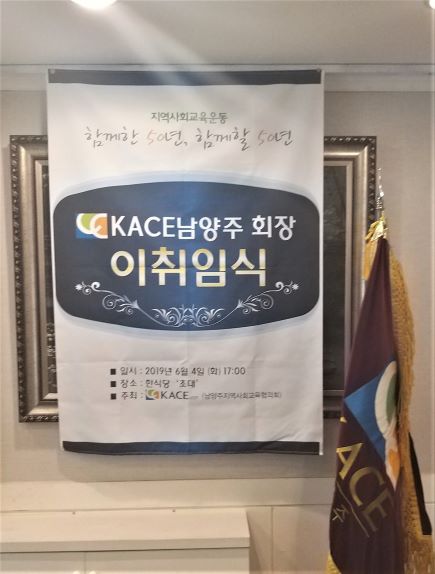 지역사회교육운동
함께한 50년, 함께할 50년
KACE남양주 회장
이취임식
■ 일시 : 2019년 6월 4일 (화) 17:00
■ 장소 : 한식당 '초대'
■ 주최 : KACE (남양주지역사회교육협의회)
KACE
주